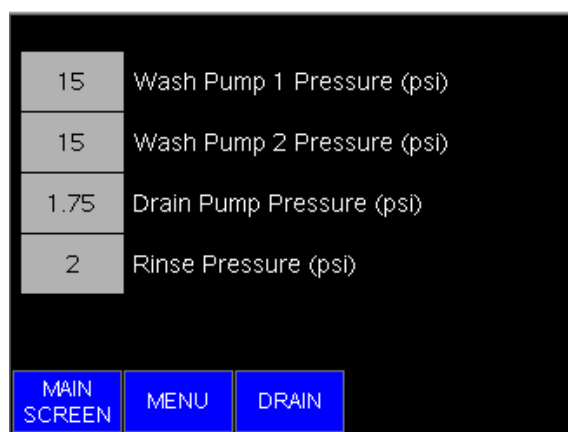 15 Wash Pump 1 Pressure (psi)
15 Wash Pump 2 Pressure (psi)
1.75 Drain Pump Pressure (psi)
2 Rinse Pressure (psi)
MAIN
SCREEN
MENU
DRAIN